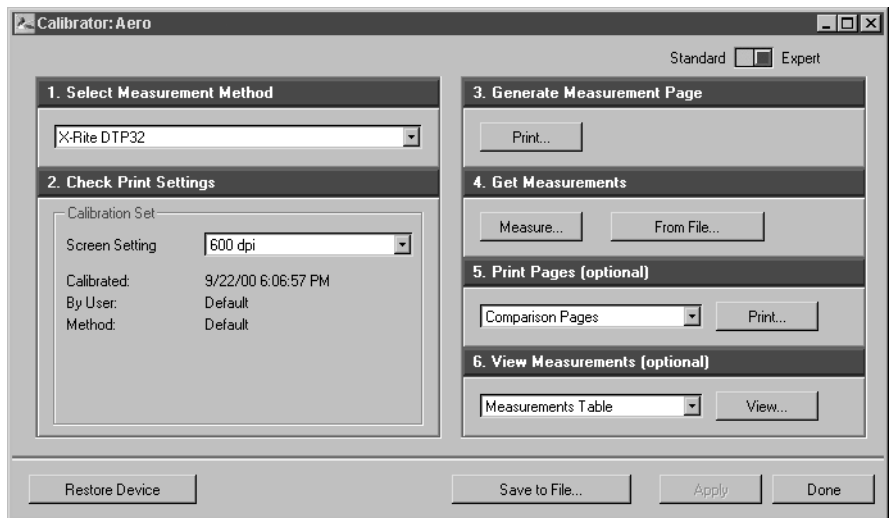 Calibrator: Aero
Standard Expert
1. Select Measurement Method
X-Rite DTP32
2. Check Print Settings
Calibration Set
Screen Setting 600 dpi
Calibrated: 9/22/00 6:06:57 PM
By User: Default
Method: Default
3. Generate Measurement Page
Print...
4. Get Measurements
Measure... From File...
5. Print Pages (optional)
Comparison Pages Print...
6. View Measurements (optional)
Measurements Table View...
Restore Device Save to File... Apply Done